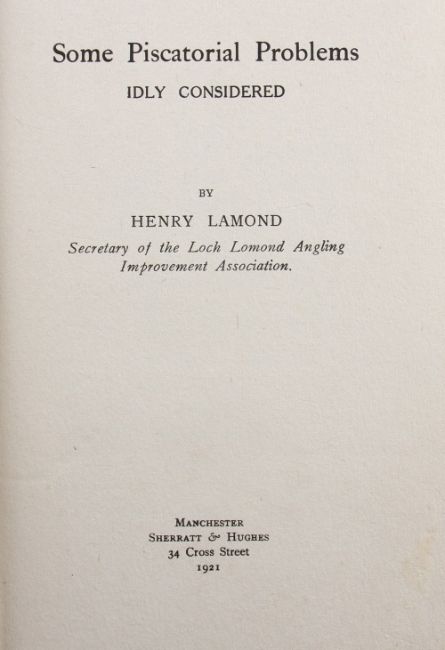 Some Piscatorial Problems
IDLY CONSIDERED
BY
HENRY LAMOND
Secretary of the Loch Lomond Angling
Improvement Association.
Manchester
Sherratt & Hughes
34 Cross Street
1921